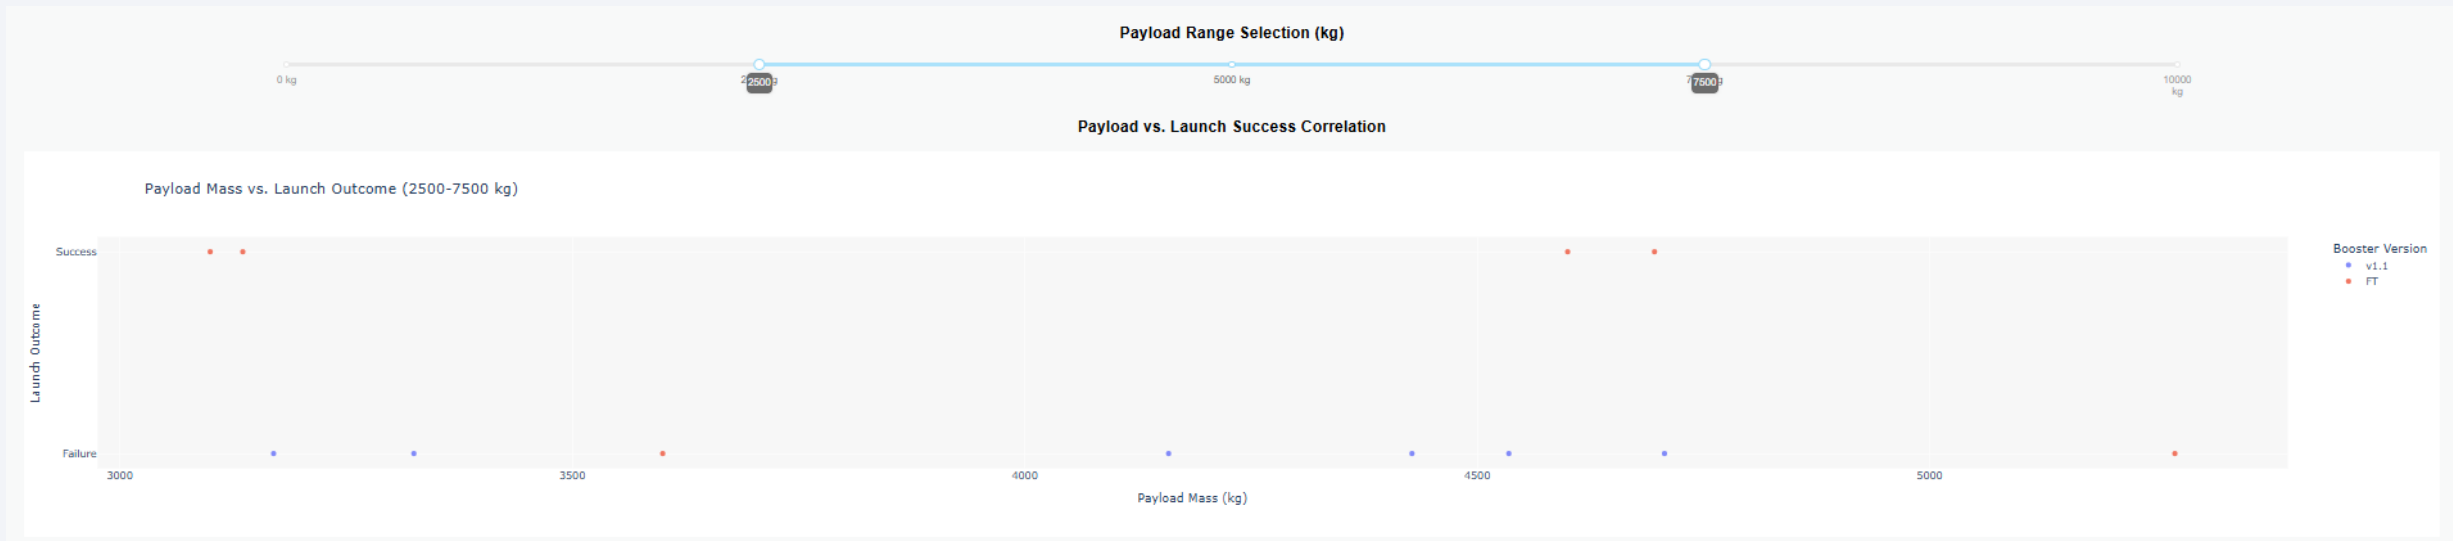 Payload Range Selection (kg)
0 kg
2500
5000 kg
7500
10000
kg
Payload vs. Launch Success Correlation
Payload Mass vs. Launch Outcome (2500-7500 kg)
Success
Failure
Launch Outcome
3000 3500 4000 4500 5000
Payload Mass (kg)
Booster Version
v1.1
FT